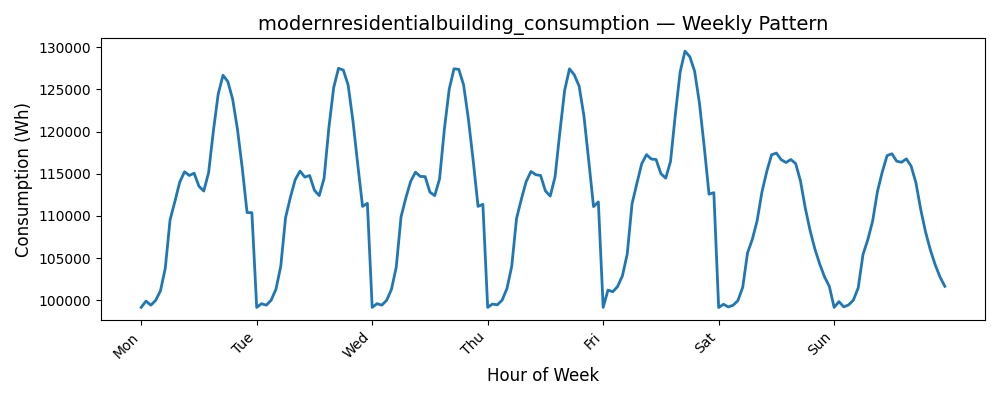 modernresidentialbuilding_consumption — Weekly Pattern
130000
125000
120000
115000
110000
105000
100000
Consumption (Wh)
Mon
Tue
Wed
Thu
Fri
Sat
Sun
Hour of Week